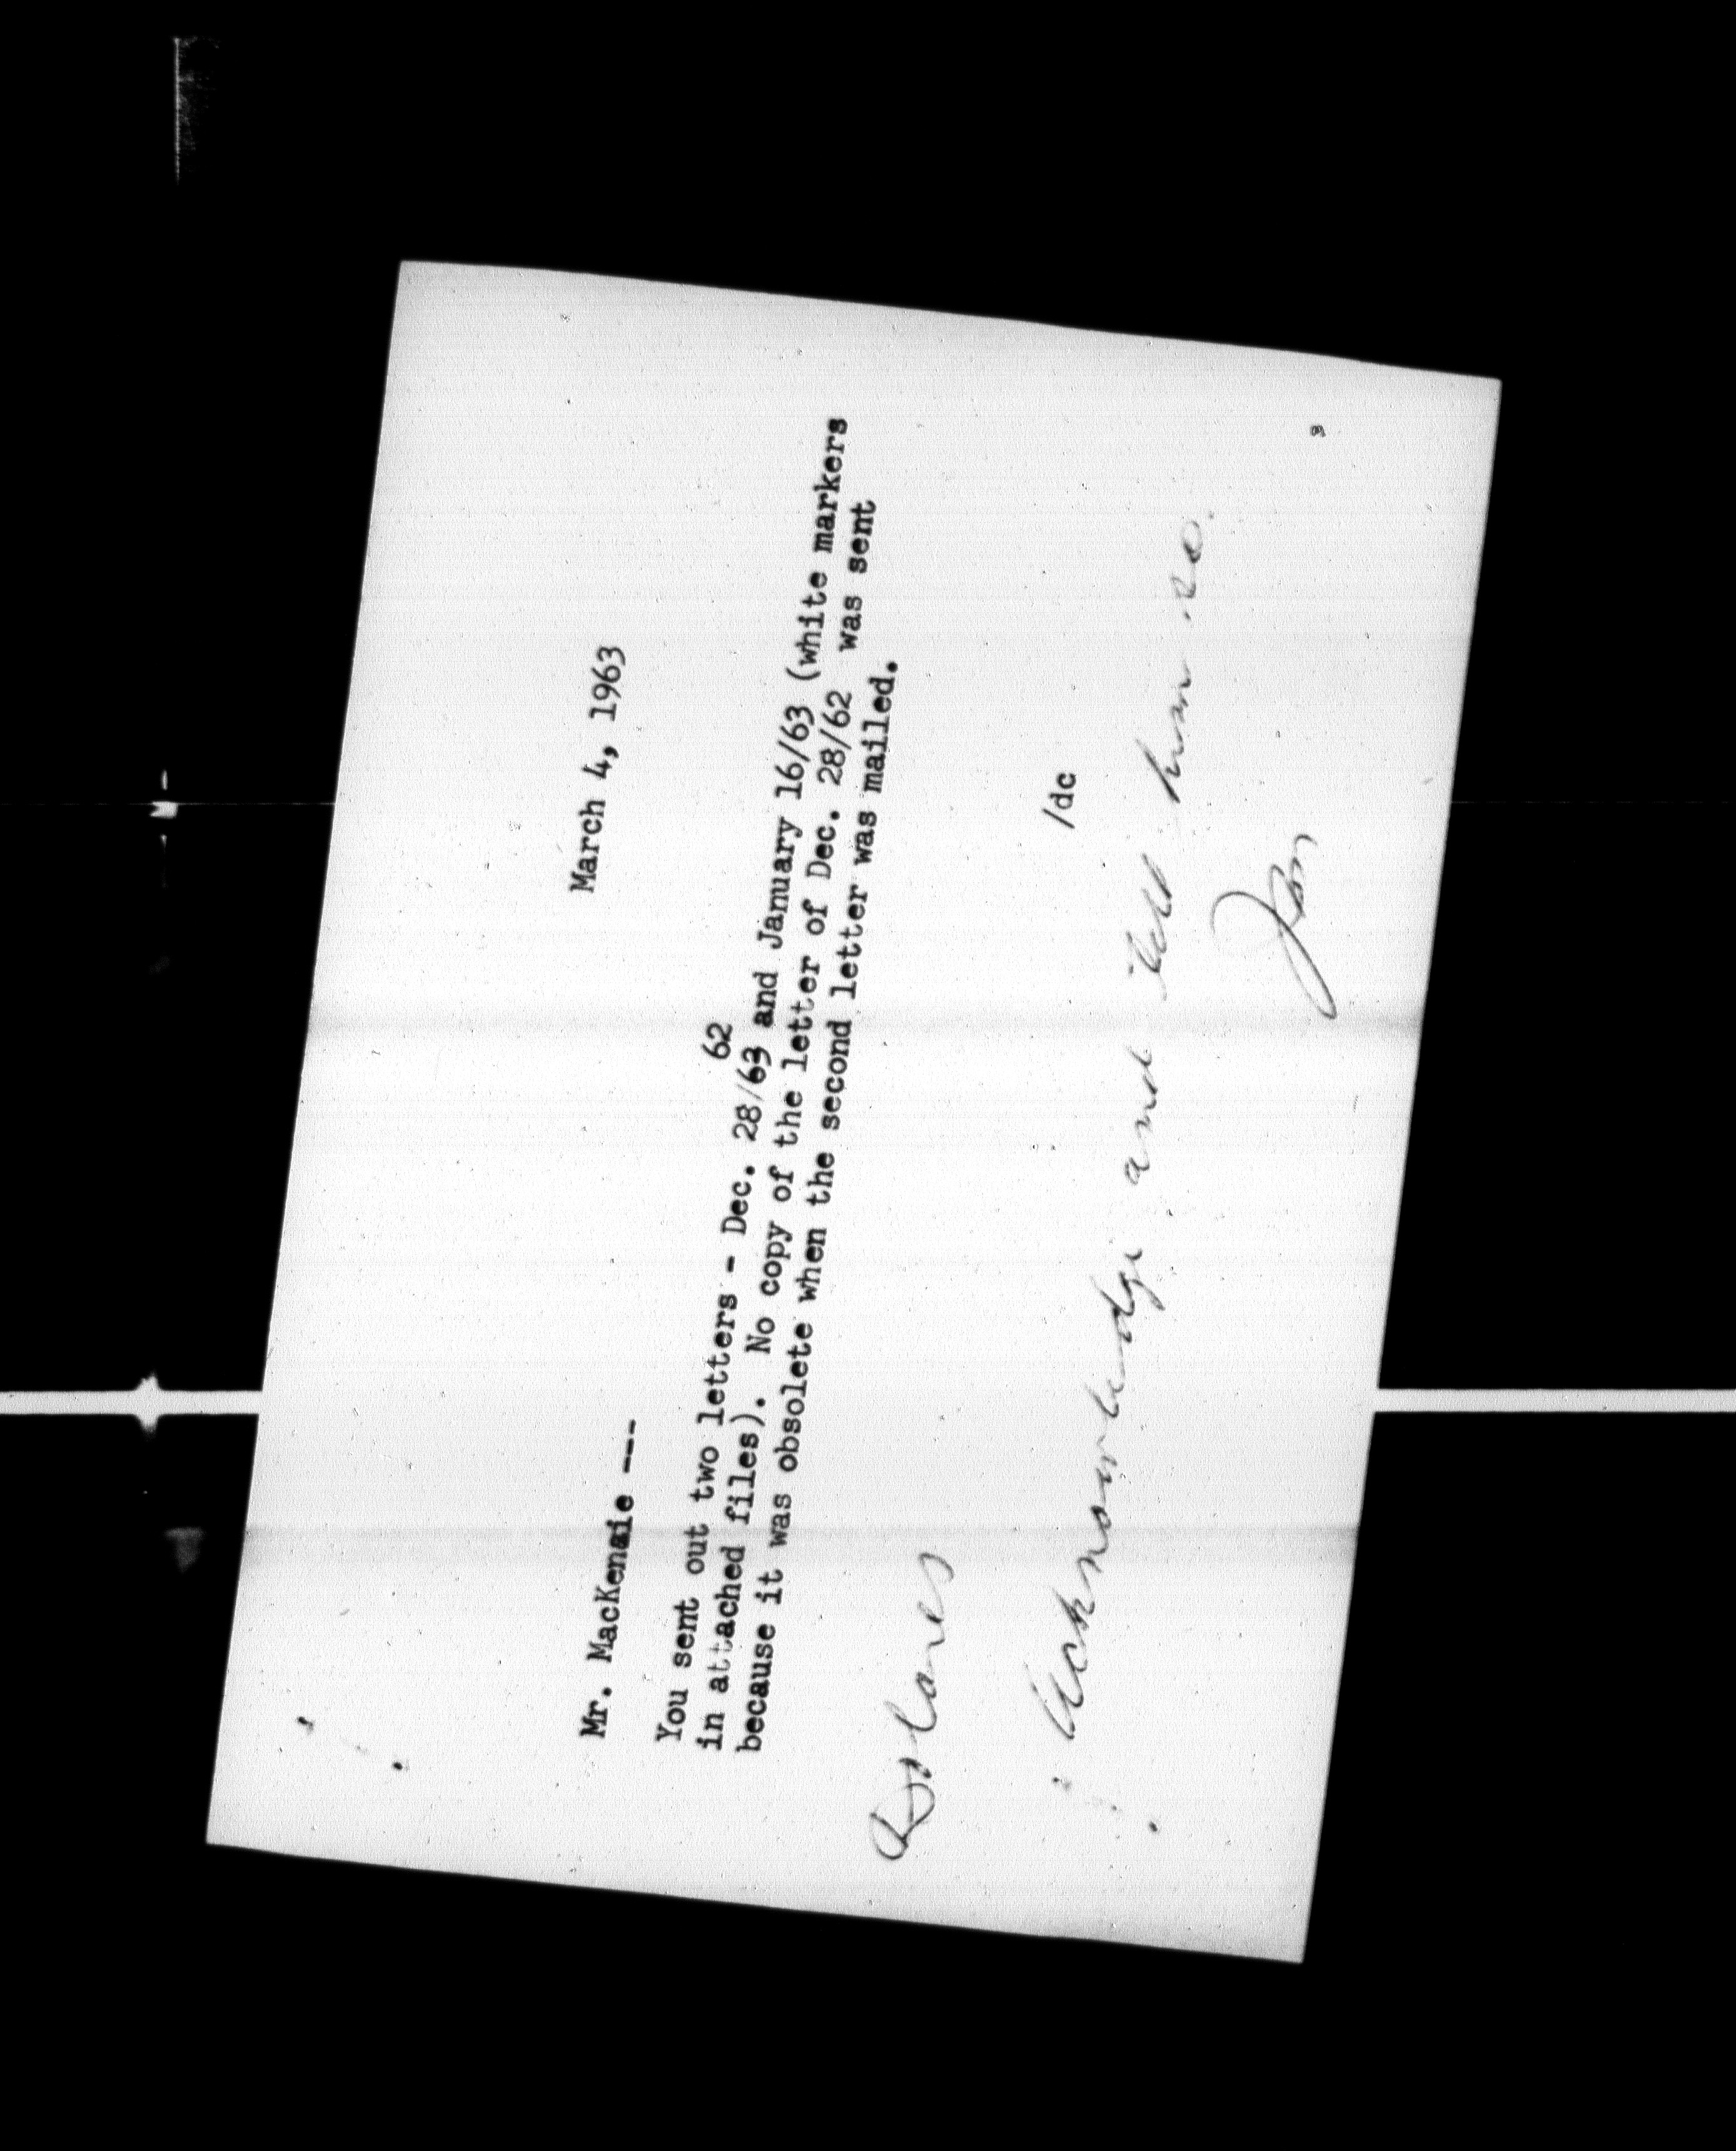 March 4, 1963
Mr. MacKenzie ---
You sent out two letters - Dec. 28/63 62 and January 16/63 (white markers
in attached files). No copy of the letter of Dec. 28/62 was sent
because it was obsolete when the second letter was mailed.
/dc
Dolores
Acknowledge and tell him so.